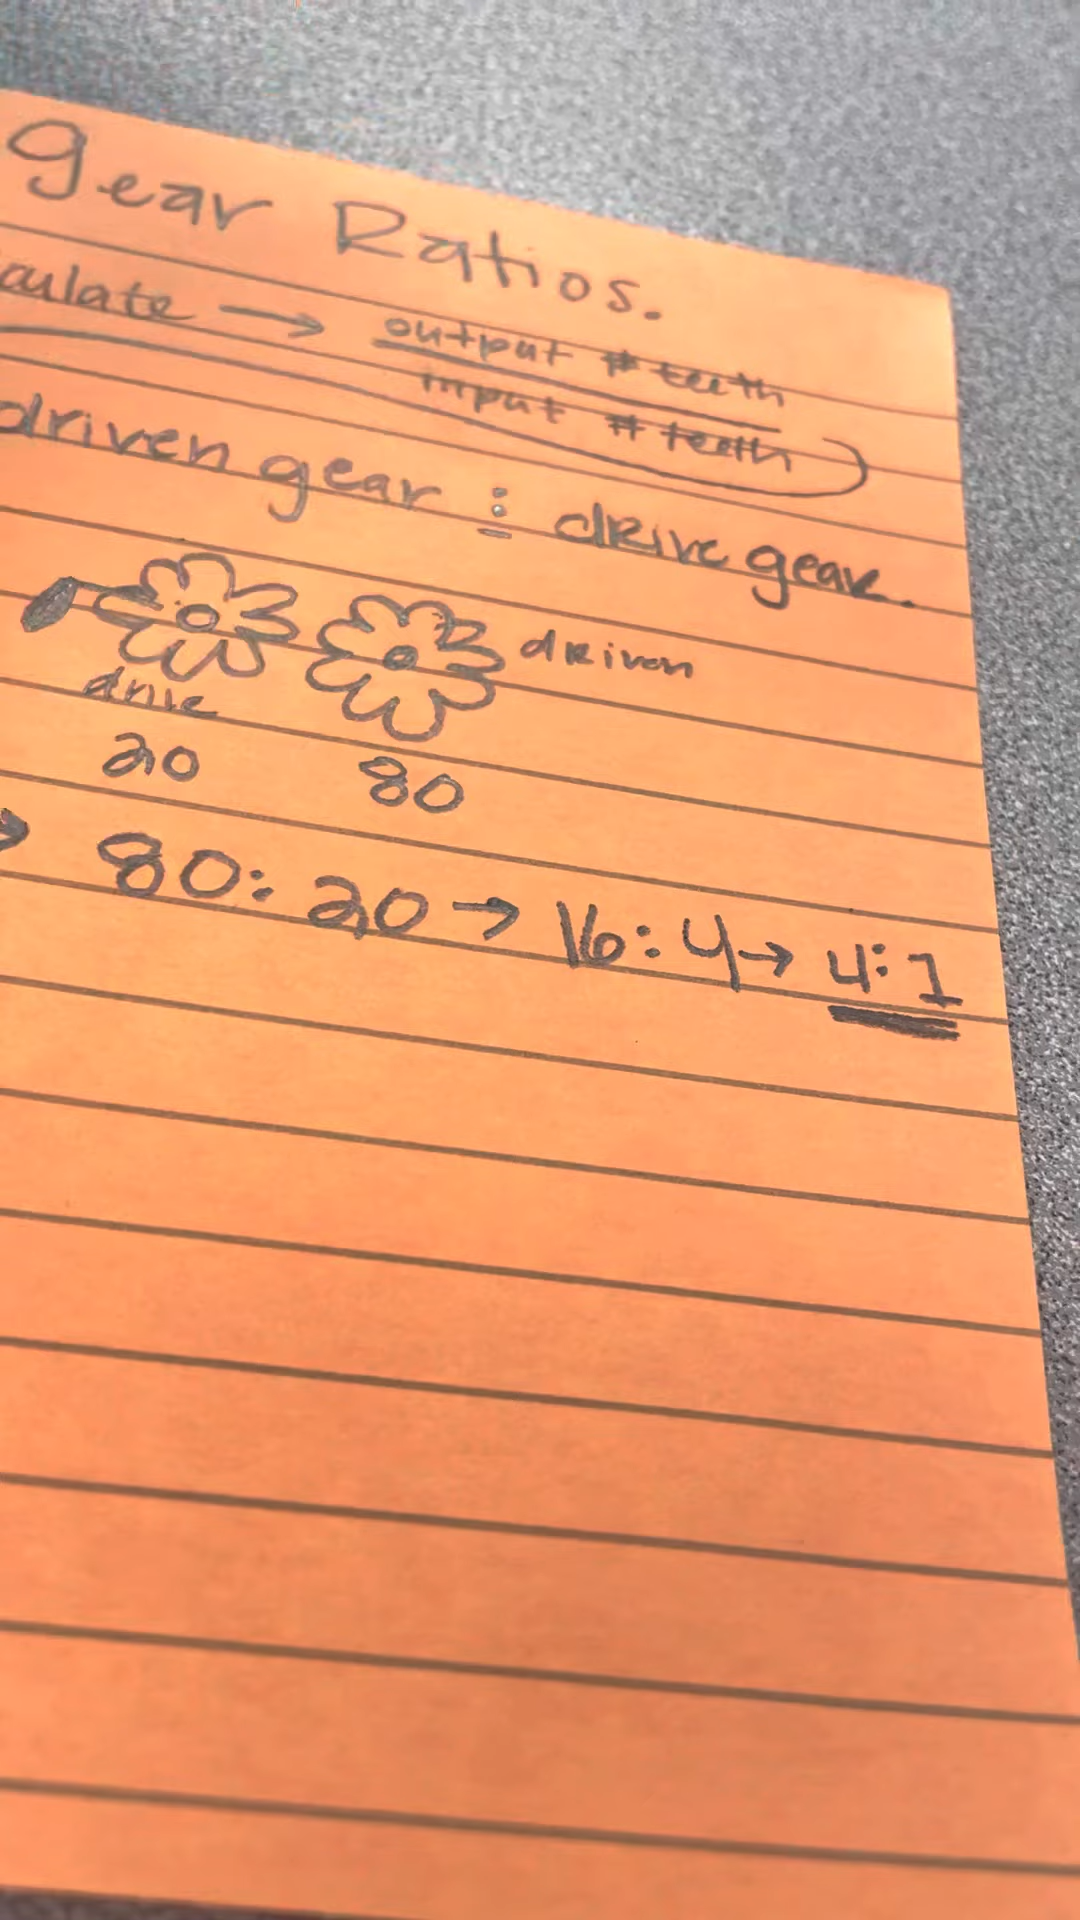 gear Ratios.
culate → output # teeth
input # teeth
driven gear : drive gear.
driven
drive
20 80
→ 80:20 → 16:4 → 4:1